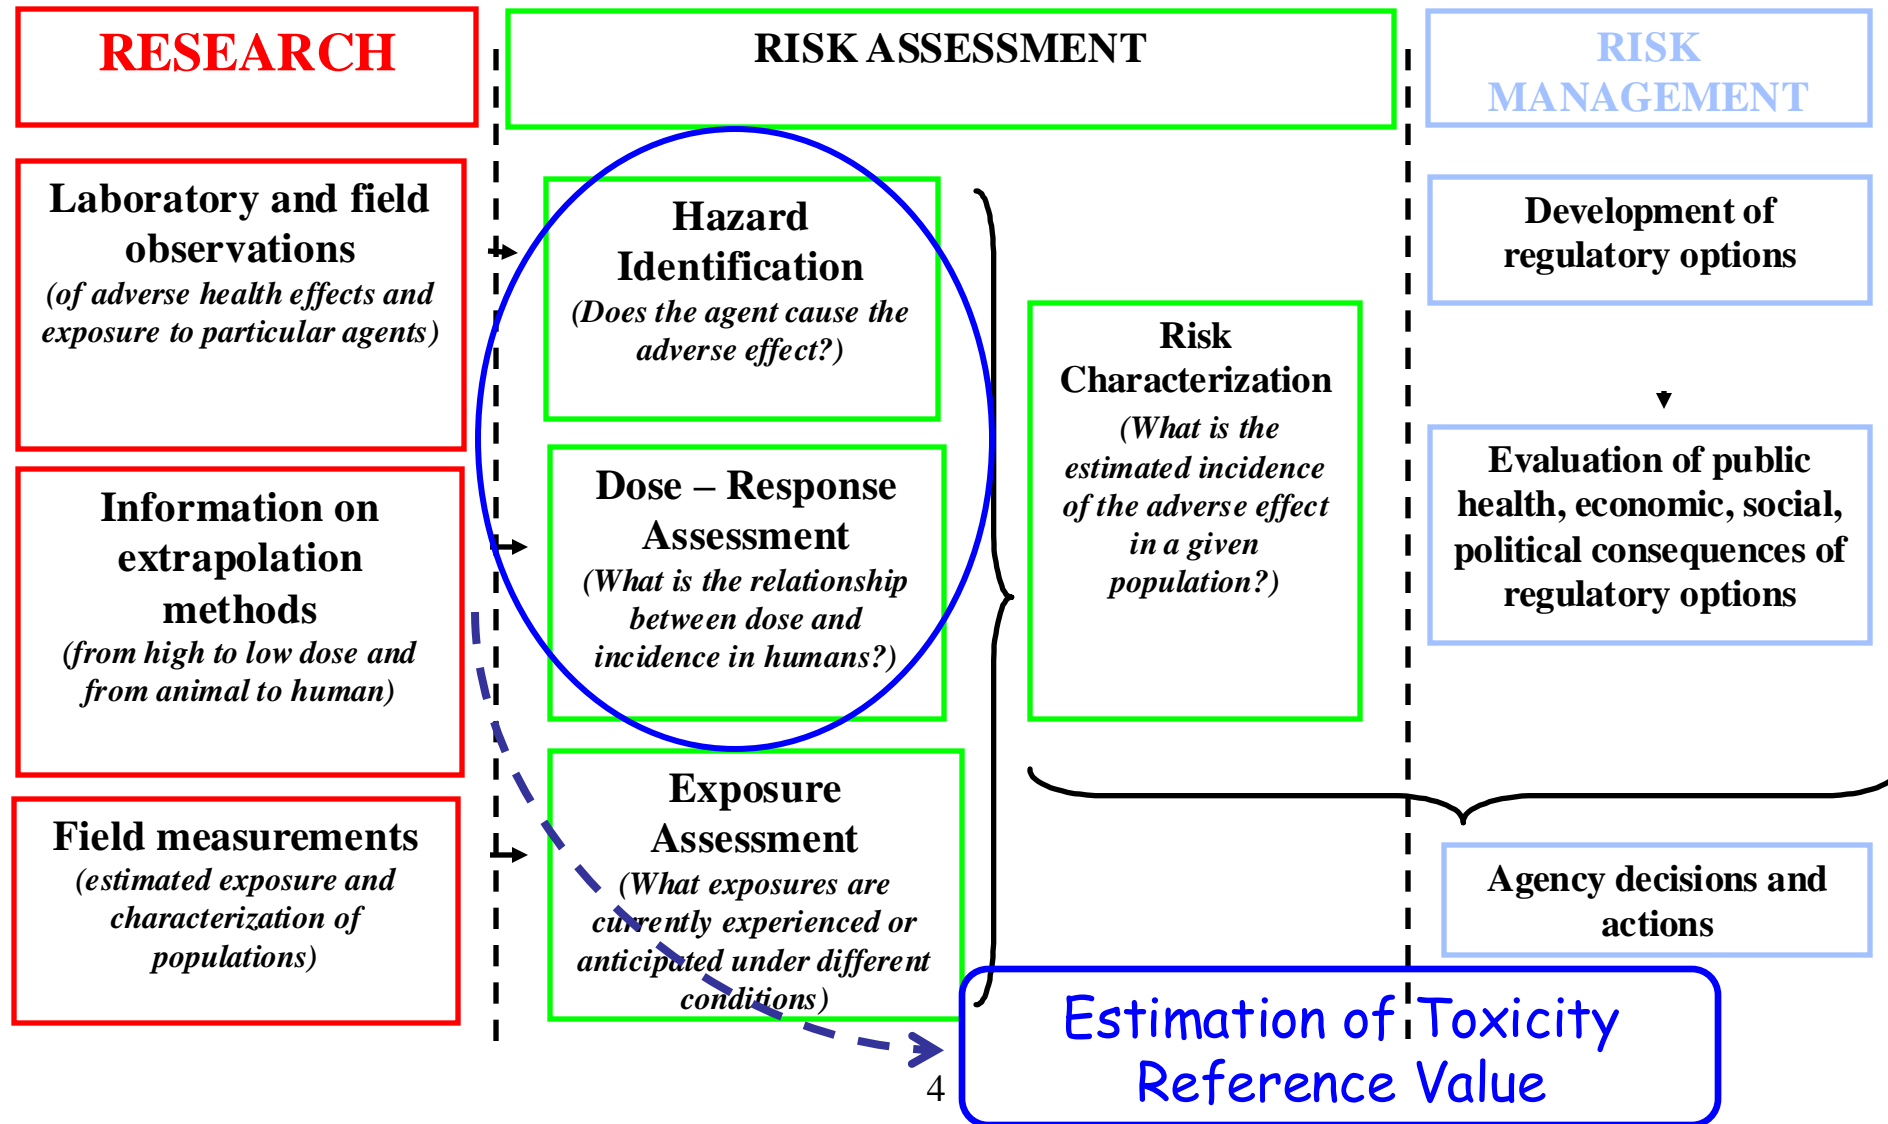 RESEARCH
RISK ASSESSMENT
RISK
MANAGEMENT
Laboratory and field
observations
(of adverse health effects and
exposure to particular agents)
Information on
extrapolation
methods
(from high to low dose and
from animal to human)
Field measurements
(estimated exposure and
characterization of
populations)
Hazard
Identification
(Does the agent cause the
adverse effect?)
Dose – Response
Assessment
(What is the relationship
between dose and
incidence in humans?)
Exposure
Assessment
(What exposures are
currently experienced or
anticipated under different
conditions)
Risk
Characterization
(What is the
estimated incidence
of the adverse effect
in a given
population?)
Development of
regulatory options
Evaluation of public
health, economic, social,
political consequences of
regulatory options
Agency decisions and
actions
Estimation of Toxicity
Reference Value
4